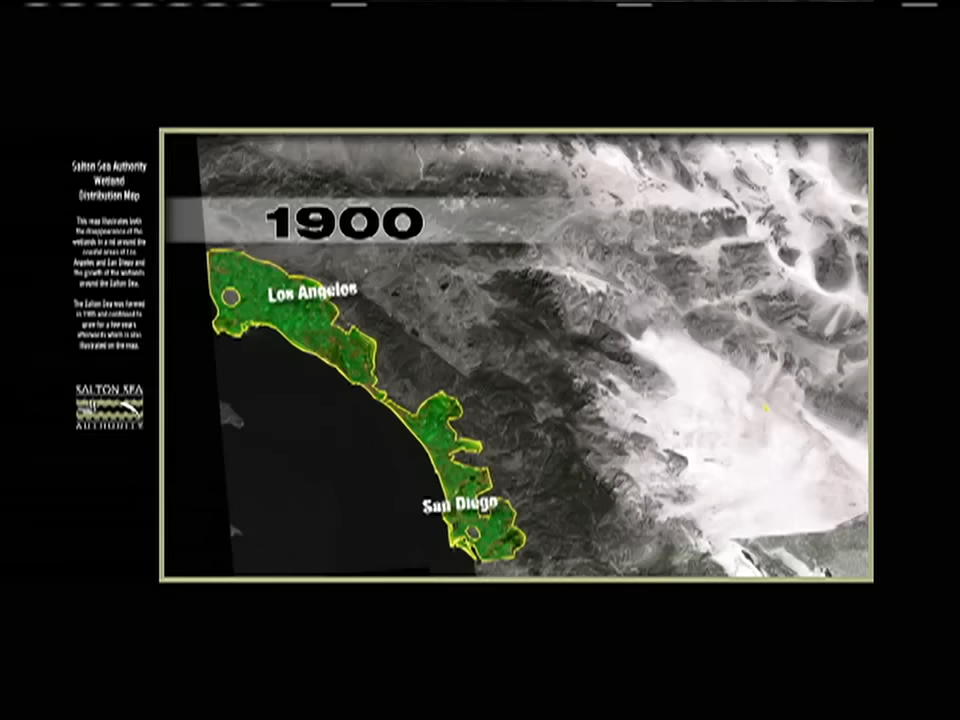 Salton Sea Authority
Wetland
Distribution Map
This map illustrates both
the disappearance of the
wetlands in and around the
coastal areas of Los
Angeles and San Diego and
the growth of the wetlands
around the Salton Sea.
The Salton Sea was formed
in 1905 and continued to
grow for a few years
afterwards which is also
illustrated on the map.
SALTON SEA
AUTHORITY
1900
Los Angelos
San Diego